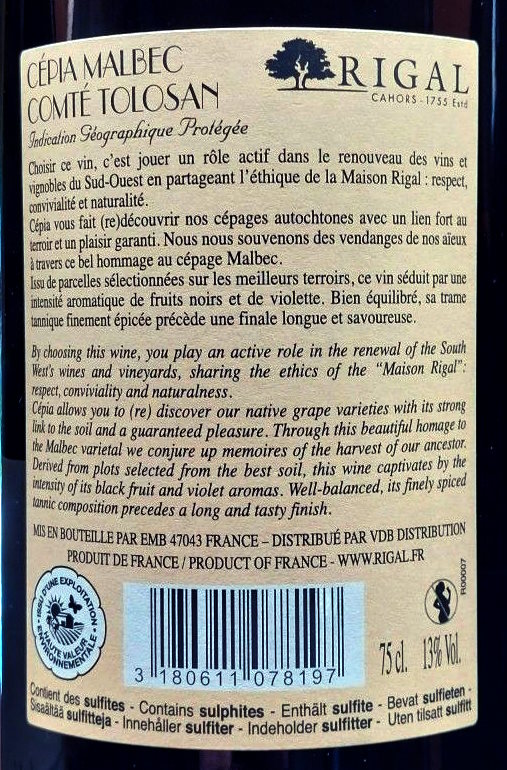 CÉPIA MALBEC
COMTÉ TOLOSAN
Indication Géographique Protégée
RIGAL
CAHORS - 1755 Estd
Choisir ce vin, c'est jouer un rôle actif dans le renouveau des vins et
vignobles du Sud-Ouest en partageant l'éthique de la Maison Rigal : respect,
convivialité et naturalité.
Cépia vous fait (re)découvrir nos cépages autochtones avec un lien fort au
terroir et un plaisir garanti. Nous nous souvenons des vendanges de nos aïeux
à travers ce bel hommage au cépage Malbec.
Issu de parcelles sélectionnées sur les meilleurs terroirs, ce vin séduit par une
intensité aromatique de fruits noirs et de violette. Bien équilibré, sa trame
tannique finement épicée précède une finale longue et savoureuse.
By choosing this wine, you play an active role in the renewal of the South
West's wines and vineyards, sharing the ethics of the "Maison Rigal":
respect, conviviality and naturalness.
Cépia allows you to (re) discover our native grape varieties with its strong
link to the soil and a guaranteed pleasure. Through this beautiful homage to
the Malbec varietal we conjure up memoires of the harvest of our ancestor.
Derived from plots selected from the best soil, this wine captivates by the
intensity of its black fruit and violet aromas. Well-balanced, its finely spiced
tannic composition precedes a long and tasty finish.
MIS EN BOUTEILLE PAR EMB 47043 FRANCE – DISTRIBUÉ PAR VDB DISTRIBUTION
PRODUIT DE FRANCE / PRODUCT OF FRANCE - WWW.RIGAL.FR
• ISSU D'UNE EXPLOITATION •
HAUTE VALEUR
ENVIRONNEMENTALE
3 180611 078197
R00007
75 cl. 13% Vol.
Contient des sulfites - Contains sulphites - Enthält sulfite - Bevat sulfieten -
Sisältää sulfitteja - Innehåller sulfiter - Indeholder sulfitter - Uten tilsatt sulfitt